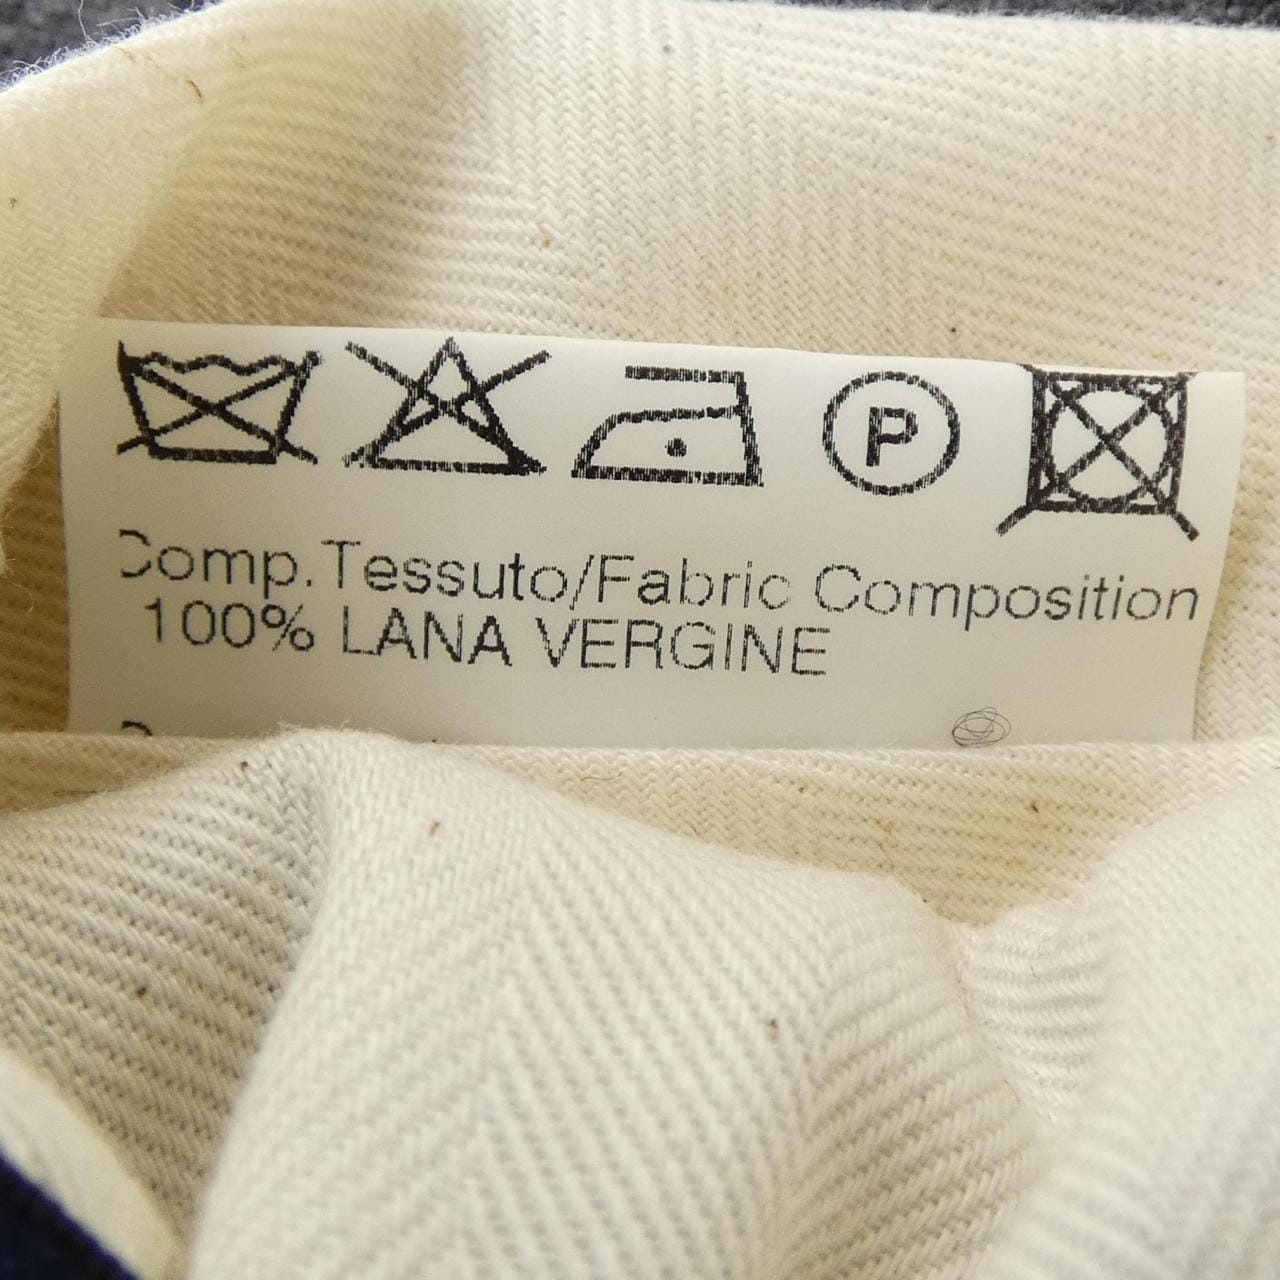 P
Comp.Tessuto/Fabric Composition
100% LANA VERGINE